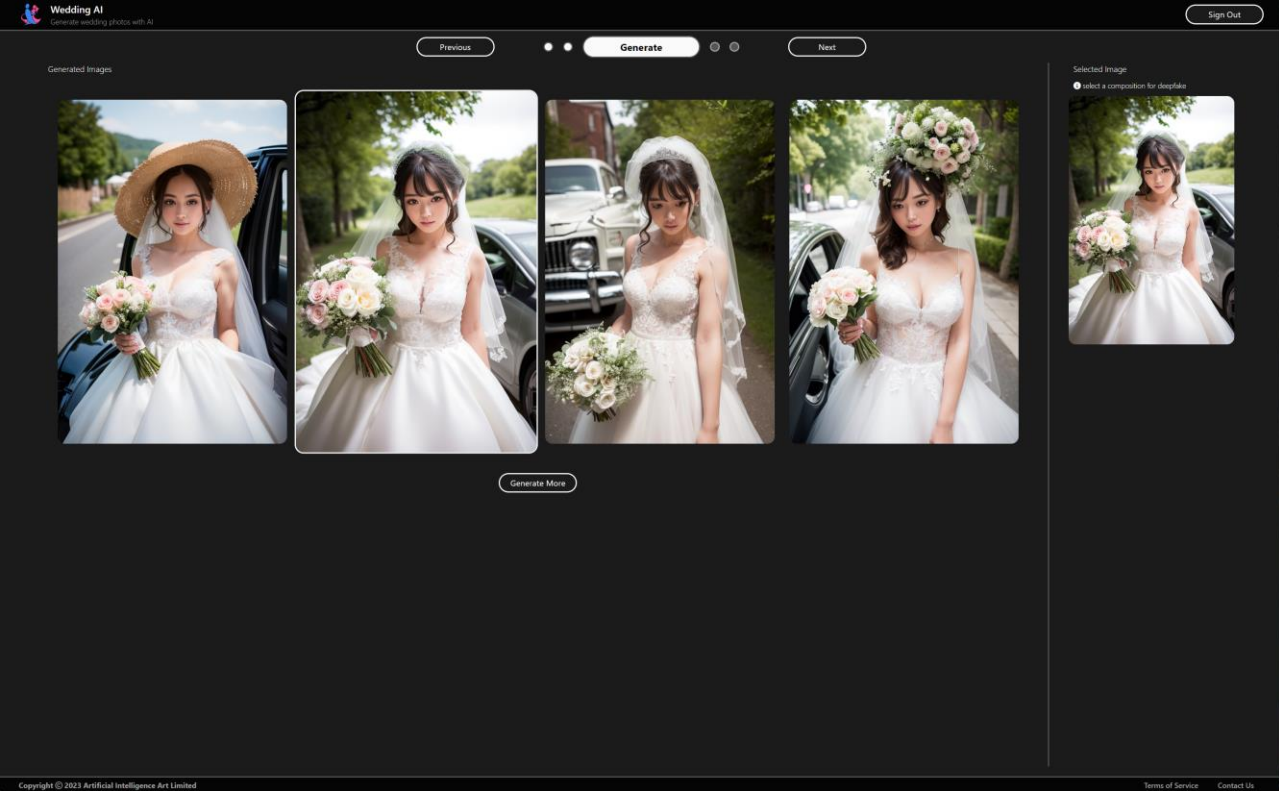 Wedding AI
Generate wedding photos with AI
Sign Out
Previous
Generate
Next
Generated Images
Selected Image
select a composition for deepfake
Generate More
Copyright © 2023 Artificial Intelligence Art Limited
Terms of Service
Contact Us